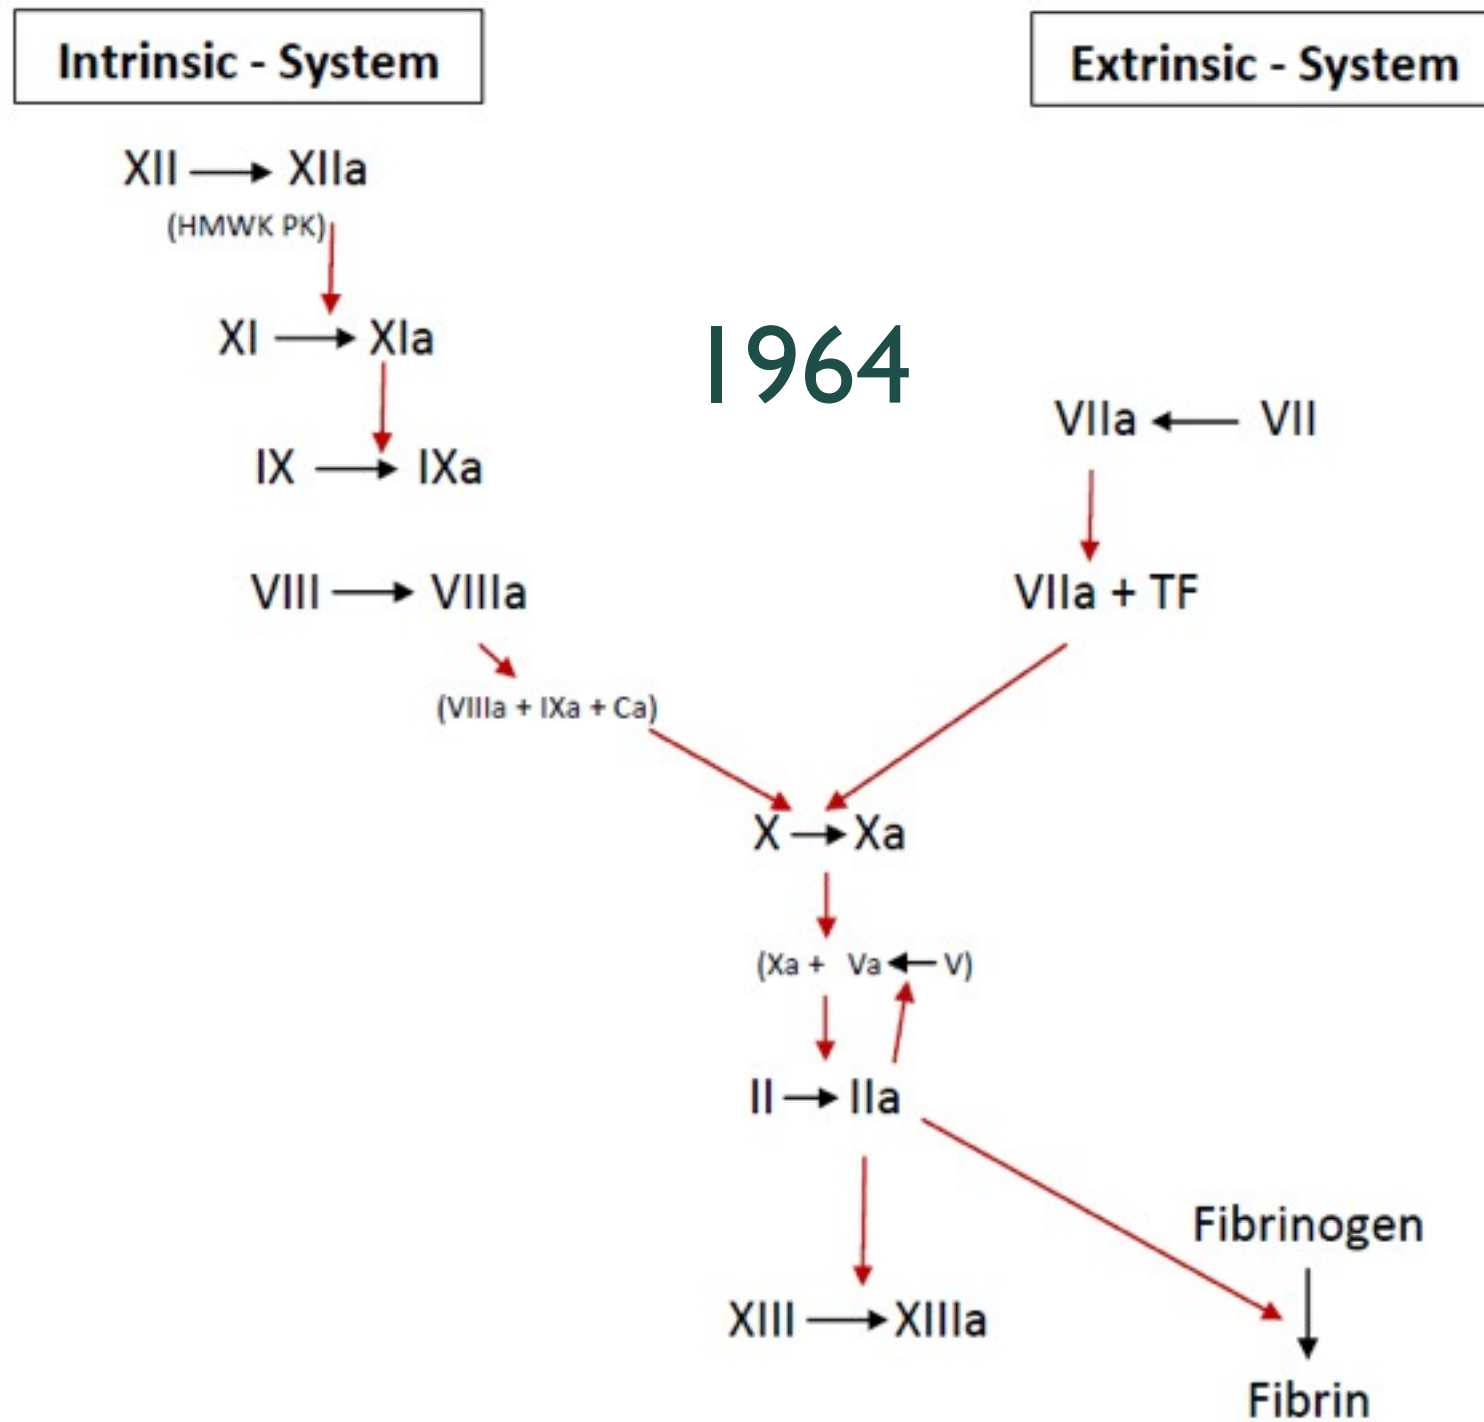 Intrinsic - System
Extrinsic - System
XII → XIIa
(HMWK PK)
XI → XIa
1964
VIIa ← VII
IX → IXa
VIII → VIIIa
VIIa + TF
(VIIIa + IXa + Ca)
X → Xa
(Xa + Va ← V)
II → IIa
Fibrinogen
XIII → XIIIa
Fibrin